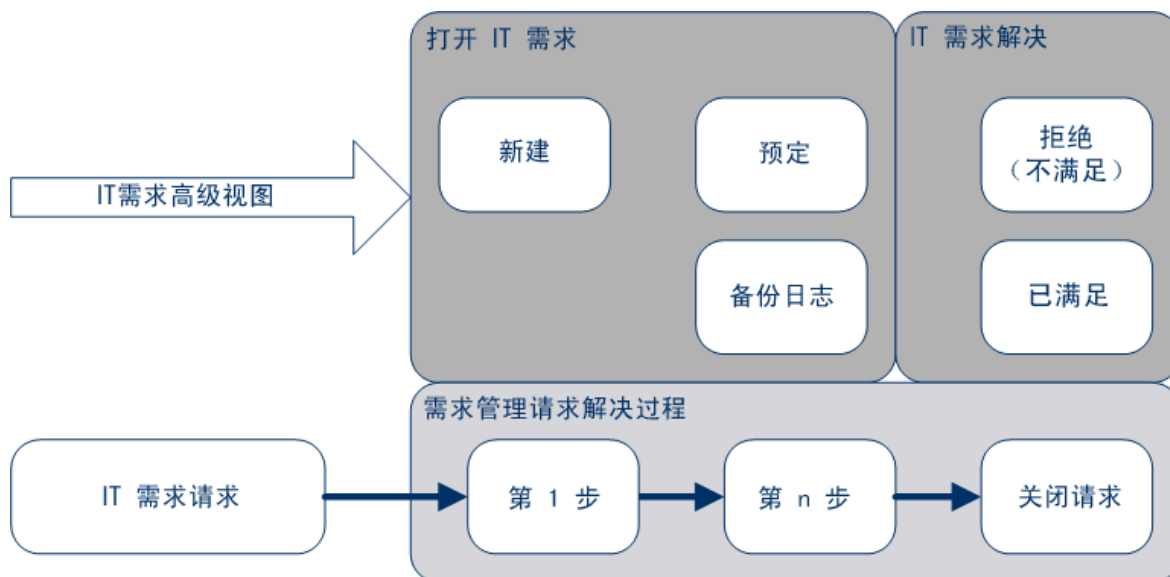 打开 IT 需求
IT 需求解决
新建
预定
拒绝
（不满足）
IT需求高级视图
备份日志
已满足
需求管理请求解决过程
IT 需求请求
第 1 步
第 n 步
关闭请求